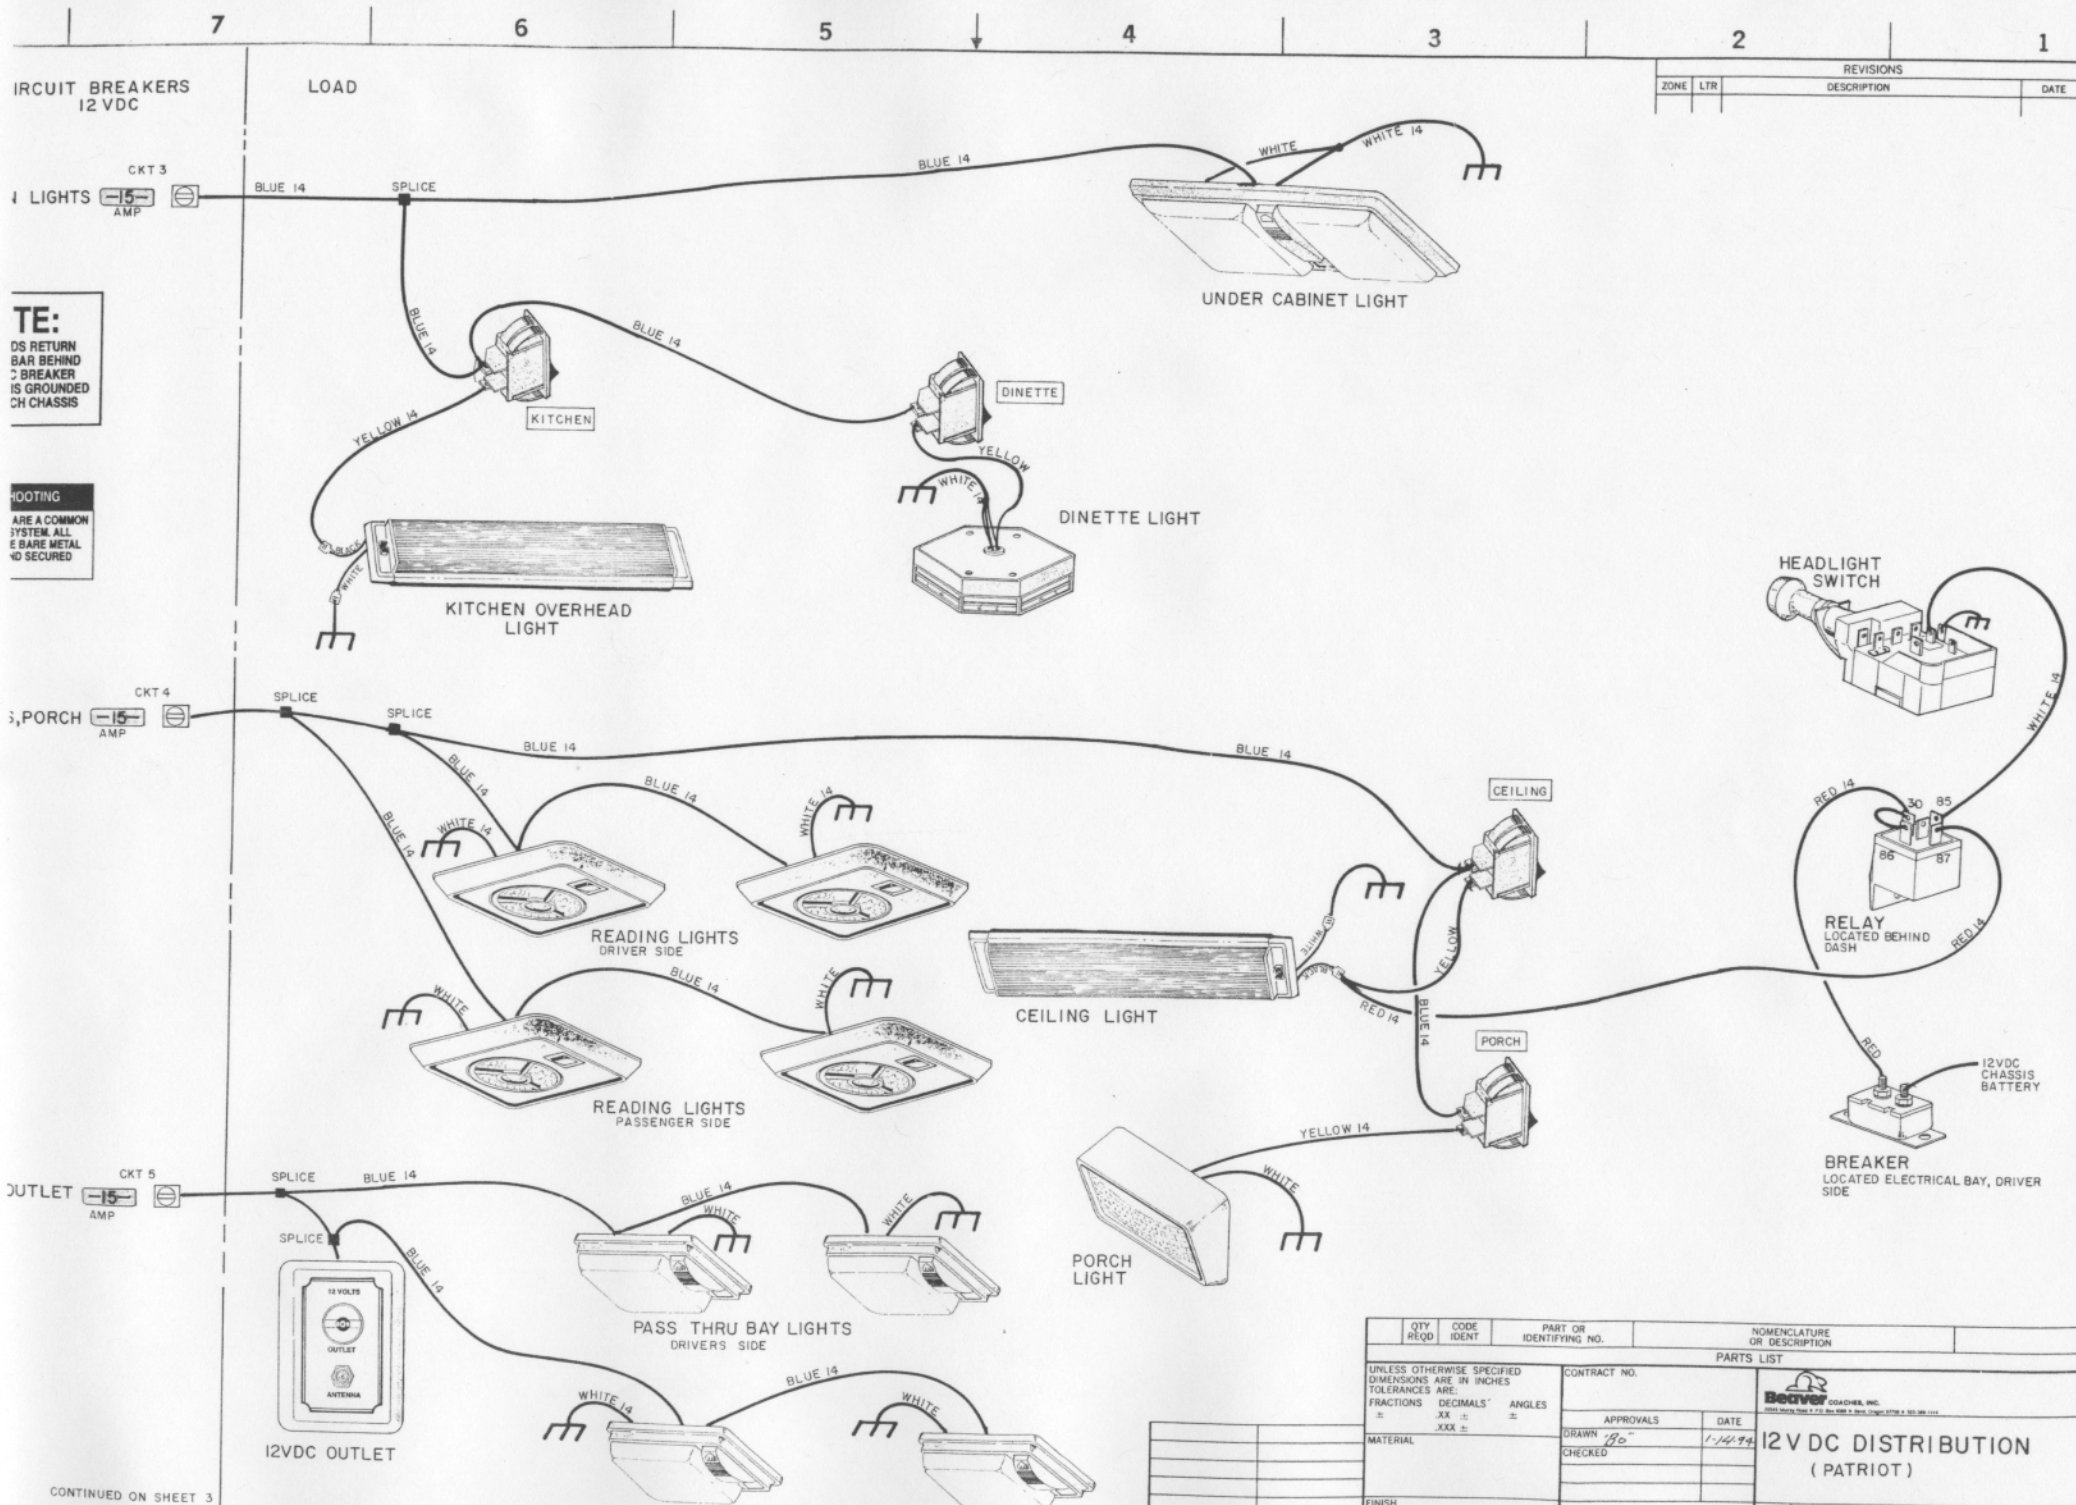 7 6 5 4 3 2 1
IRCUIT BREAKERS
12 VDC
LOAD
REVISIONS
ZONE LTR DESCRIPTION DATE
CKT 3
LIGHTS -15-
AMP
BLUE 14
SPLICE
BLUE 14
WHITE
WHITE 14
UNDER CABINET LIGHT
TE:
DS RETURN
BAR BEHIND
C BREAKER
IS GROUNDED
CH CHASSIS
BLUE 14
BLUE 14
KITCHEN
DINETTE
YELLOW 14
YELLOW
WHITE 14
DINETTE LIGHT
HOOTING
ARE A COMMON
SYSTEM. ALL
E BARE METAL
ND SECURED
BLACK
WHITE
KITCHEN OVERHEAD
LIGHT
HEADLIGHT
SWITCH
WHITE 14
CKT 4
S,PORCH -15-
AMP
SPLICE
SPLICE
BLUE 14
BLUE 14
BLUE 14
BLUE 14
BLUE 14
WHITE 14
WHITE 14
READING LIGHTS
DRIVER SIDE
CEILING
RED 14
30 85
86 87
RELAY
LOCATED BEHIND
DASH
RED 14
WHITE
BLACK
YELLOW
RED 14
BLUE 14
CEILING LIGHT
WHITE
BLUE 14
WHITE
READING LIGHTS
PASSENGER SIDE
PORCH
RED
12VDC
CHASSIS
BATTERY
BREAKER
LOCATED ELECTRICAL BAY, DRIVER
SIDE
YELLOW 14
WHITE
PORCH
LIGHT
CKT 5
OUTLET -15-
AMP
SPLICE
BLUE 14
BLUE 14
WHITE
WHITE
SPLICE
BLUE 14
PASS THRU BAY LIGHTS
DRIVERS SIDE
12 VOLTS
OUTLET
ANTENNA
12VDC OUTLET
WHITE 14
BLUE 14
WHITE
CONTINUED ON SHEET 3
QTY
REQD
CODE
IDENT
PART OR
IDENTIFYING NO.
NOMENCLATURE
OR DESCRIPTION
PARTS LIST
UNLESS OTHERWISE SPECIFIED
DIMENSIONS ARE IN INCHES
TOLERANCES ARE:
FRACTIONS DECIMALS ANGLES
± .XX ± ±
.XXX ±
MATERIAL
FINISH
CONTRACT NO.
APPROVALS DATE
DRAWN 1-14-94
CHECKED
Beaver COACHES, INC.
12 V DC DISTRIBUTION
( PATRIOT )